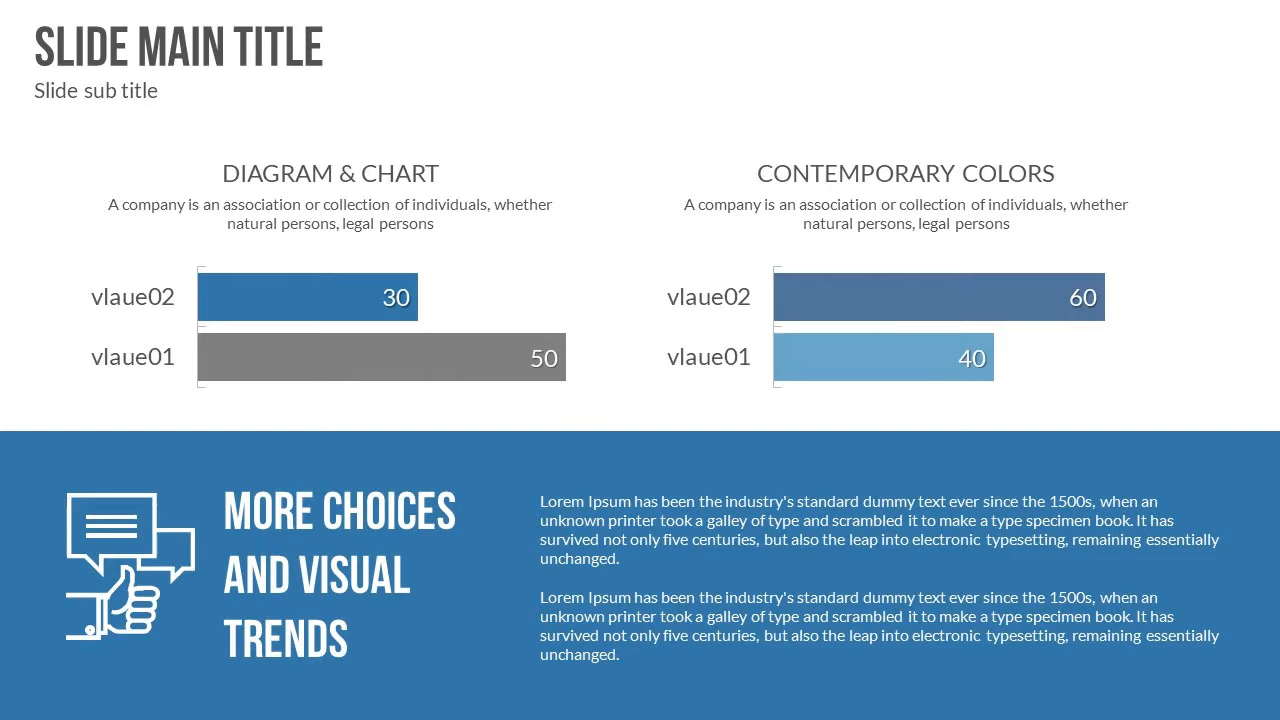 SLIDE MAIN TITLE
Slide sub title
DIAGRAM & CHART
A company is an association or collection of individuals, whether
natural persons, legal persons
vlaue02
30
vlaue01
50
CONTEMPORARY COLORS
A company is an association or collection of individuals, whether
natural persons, legal persons
vlaue02
60
vlaue01
40
MORE CHOICES
AND VISUAL
TRENDS
Lorem Ipsum has been the industry's standard dummy text ever since the 1500s, when an
unknown printer took a galley of type and scrambled it to make a type specimen book. It has
survived not only five centuries, but also the leap into electronic typesetting, remaining essentially
unchanged.
Lorem Ipsum has been the industry's standard dummy text ever since the 1500s, when an
unknown printer took a galley of type and scrambled it to make a type specimen book. It has
survived not only five centuries, but also the leap into electronic typesetting, remaining essentially
unchanged.